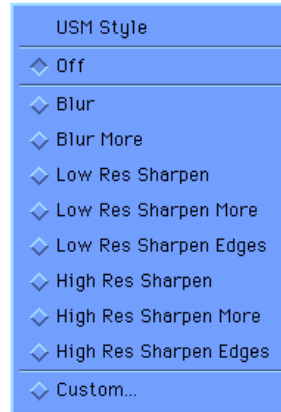 USM Style
Off
Blur
Blur More
Low Res Sharpen
Low Res Sharpen More
Low Res Sharpen Edges
High Res Sharpen
High Res Sharpen More
High Res Sharpen Edges
Custom...